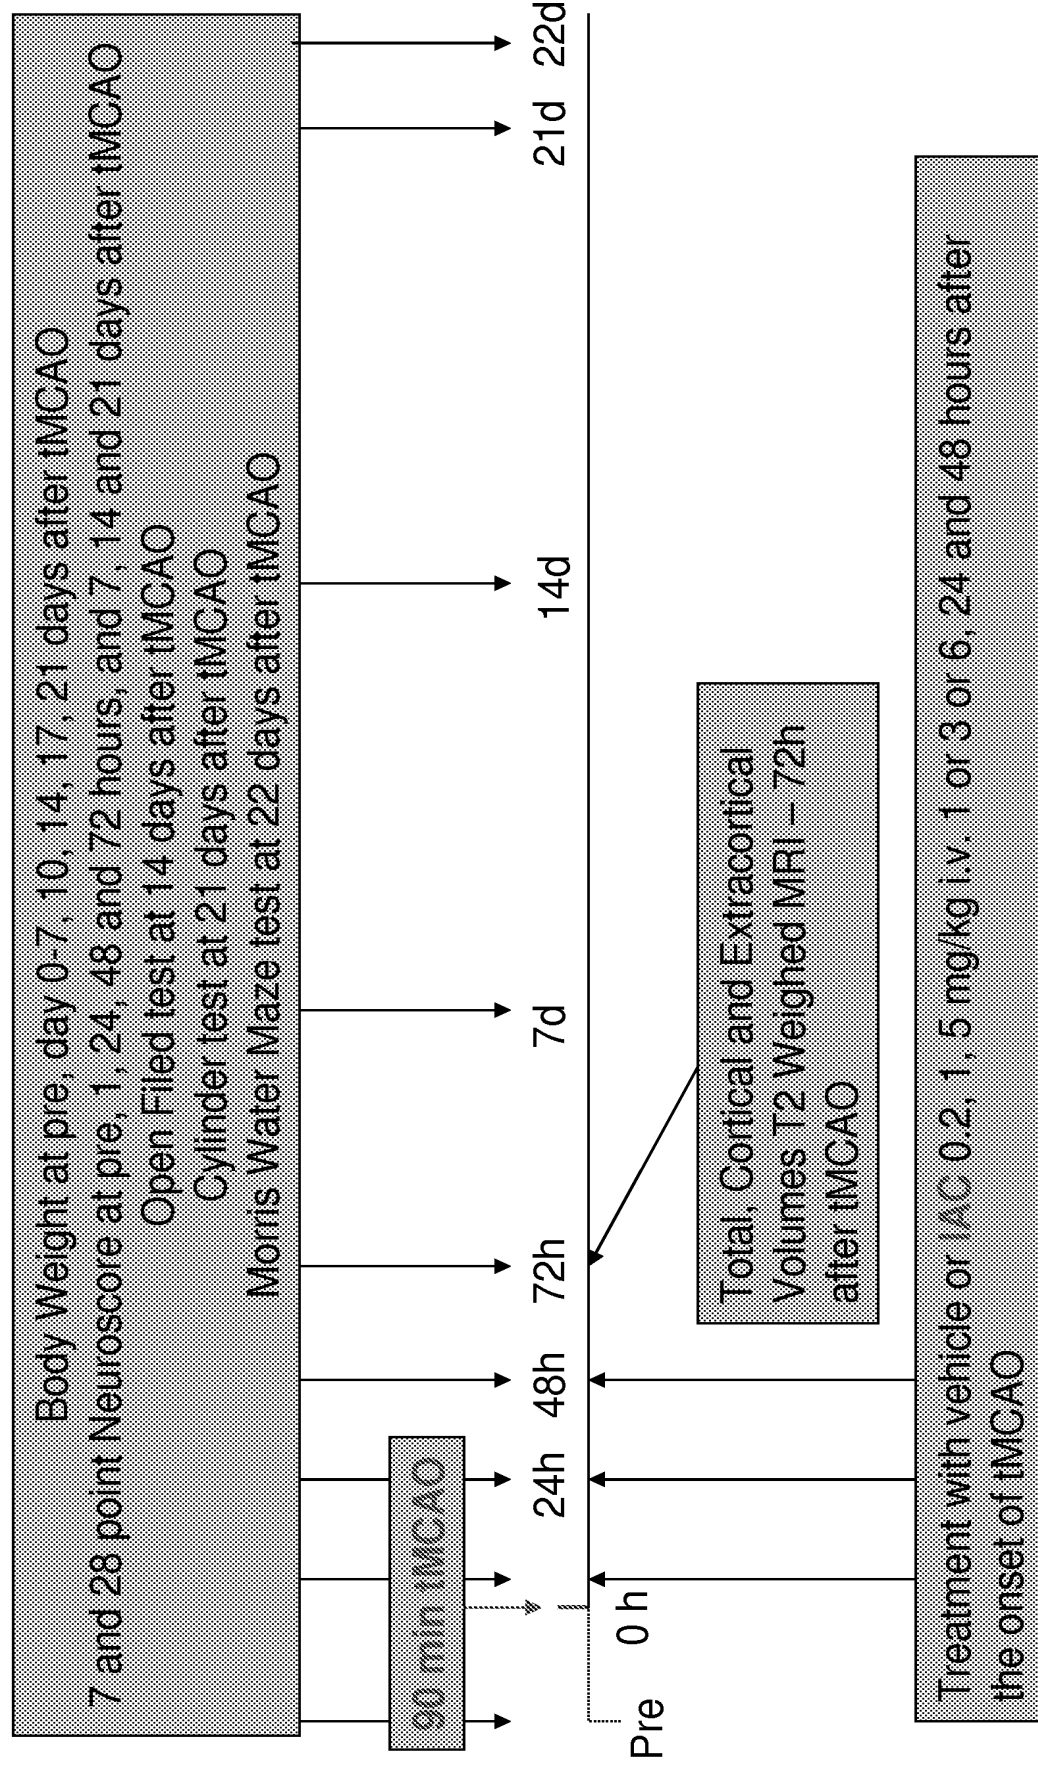 Body Weight at pre, day 0-7, 10, 14, 17, 21 days after tMCAO
7 and 28 point Neuroscore at pre, 1, 24, 48 and 72 hours, and 7, 14 and 21 days after tMCAO
Open Filed test at 14 days after tMCAO
Cylinder test at 21 days after tMCAO
Morris Water Maze test at 22 days after tMCAO
90 min tMCAO
Pre
0 h
24h
48h
72h
7d
14d
21d
22d
Total, Cortical and Extracortical
Volumes T2 Weighed MRI – 72h
after tMCAO
Treatment with vehicle or IAC 0.2, 1, 5 mg/kg i.v. 1 or 3 or 6, 24 and 48 hours after
the onset of tMCAO